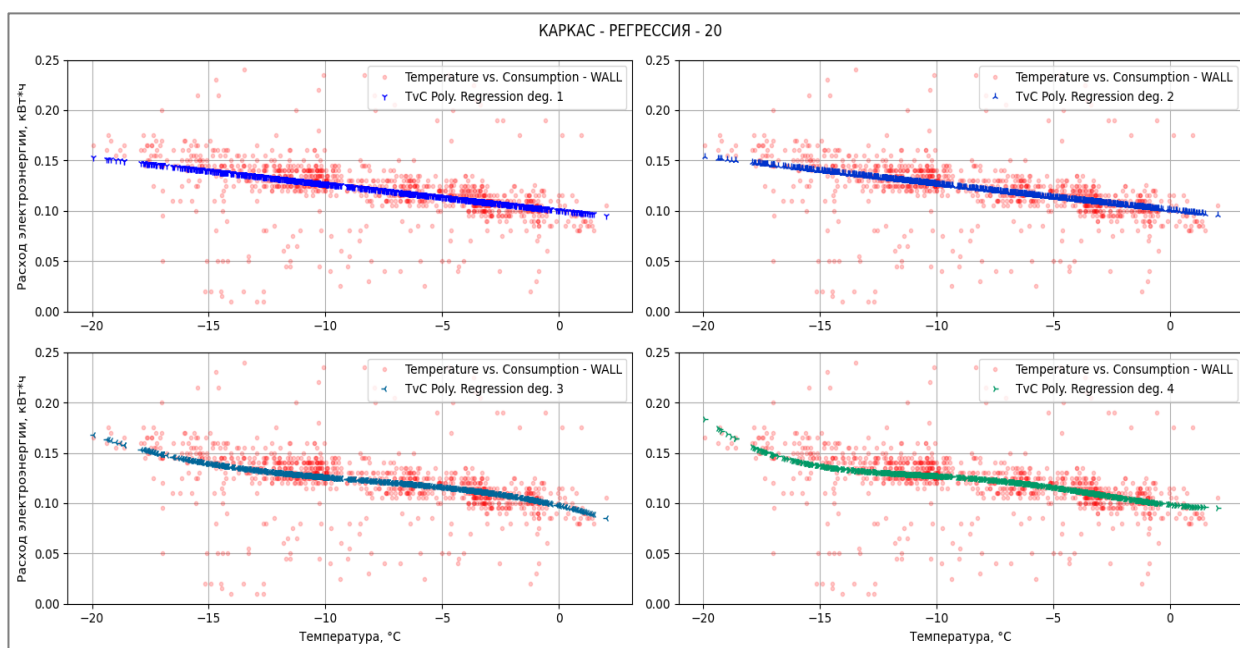 КАРКАС - РЕГРЕССИЯ - 20
Расход электроэнергии, кВт*ч
0.25
0.20
0.15
0.10
0.05
0.00
Temperature vs. Consumption - WALL
TvC Poly. Regression deg. 1
−20 −15 −10 −5 0
0.25
0.20
0.15
0.10
0.05
0.00
Temperature vs. Consumption - WALL
TvC Poly. Regression deg. 2
−20 −15 −10 −5 0
Расход электроэнергии, кВт*ч
0.25
0.20
0.15
0.10
0.05
0.00
Temperature vs. Consumption - WALL
TvC Poly. Regression deg. 3
−20 −15 −10 −5 0
Температура, °C
0.25
0.20
0.15
0.10
0.05
0.00
Temperature vs. Consumption - WALL
TvC Poly. Regression deg. 4
−20 −15 −10 −5 0
Температура, °C